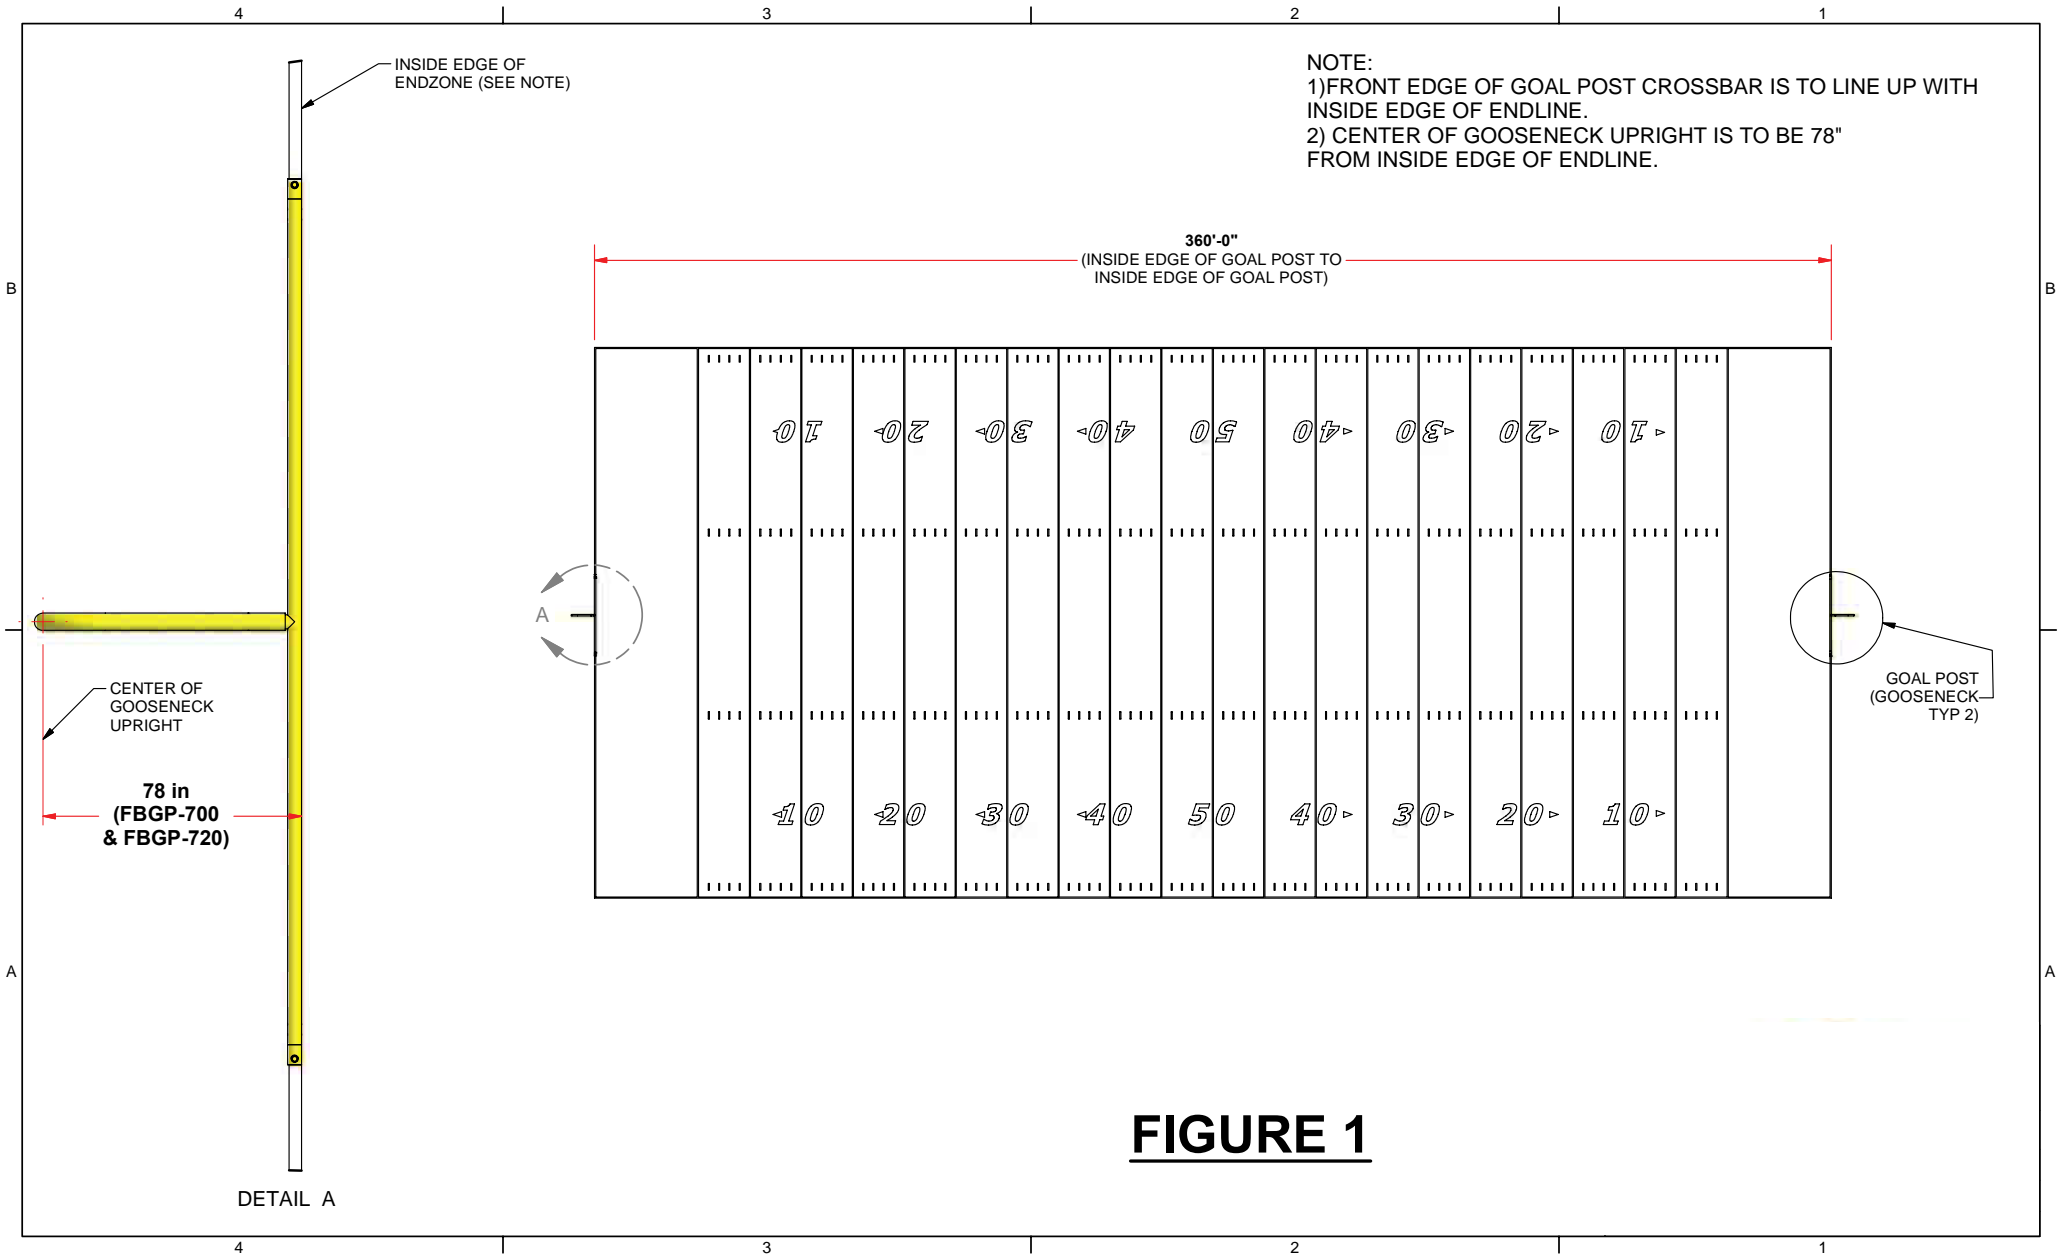 4 3 2 1
INSIDE EDGE OF
ENDZONE (SEE NOTE)
NOTE:
1)FRONT EDGE OF GOAL POST CROSSBAR IS TO LINE UP WITH
INSIDE EDGE OF ENDLINE.
2) CENTER OF GOOSENECK UPRIGHT IS TO BE 78"
FROM INSIDE EDGE OF ENDLINE.
360'-0"
(INSIDE EDGE OF GOAL POST TO
INSIDE EDGE OF GOAL POST)
B B
10 20 30 40 50 40 30 20 10
A
CENTER OF
GOOSENECK
UPRIGHT
GOAL POST
(GOOSENECK
TYP 2)
78 in
(FBGP-700
& FBGP-720)
10 20 30 40 50 40 30 20 10
A A
FIGURE 1
DETAIL A
4 3 2 1